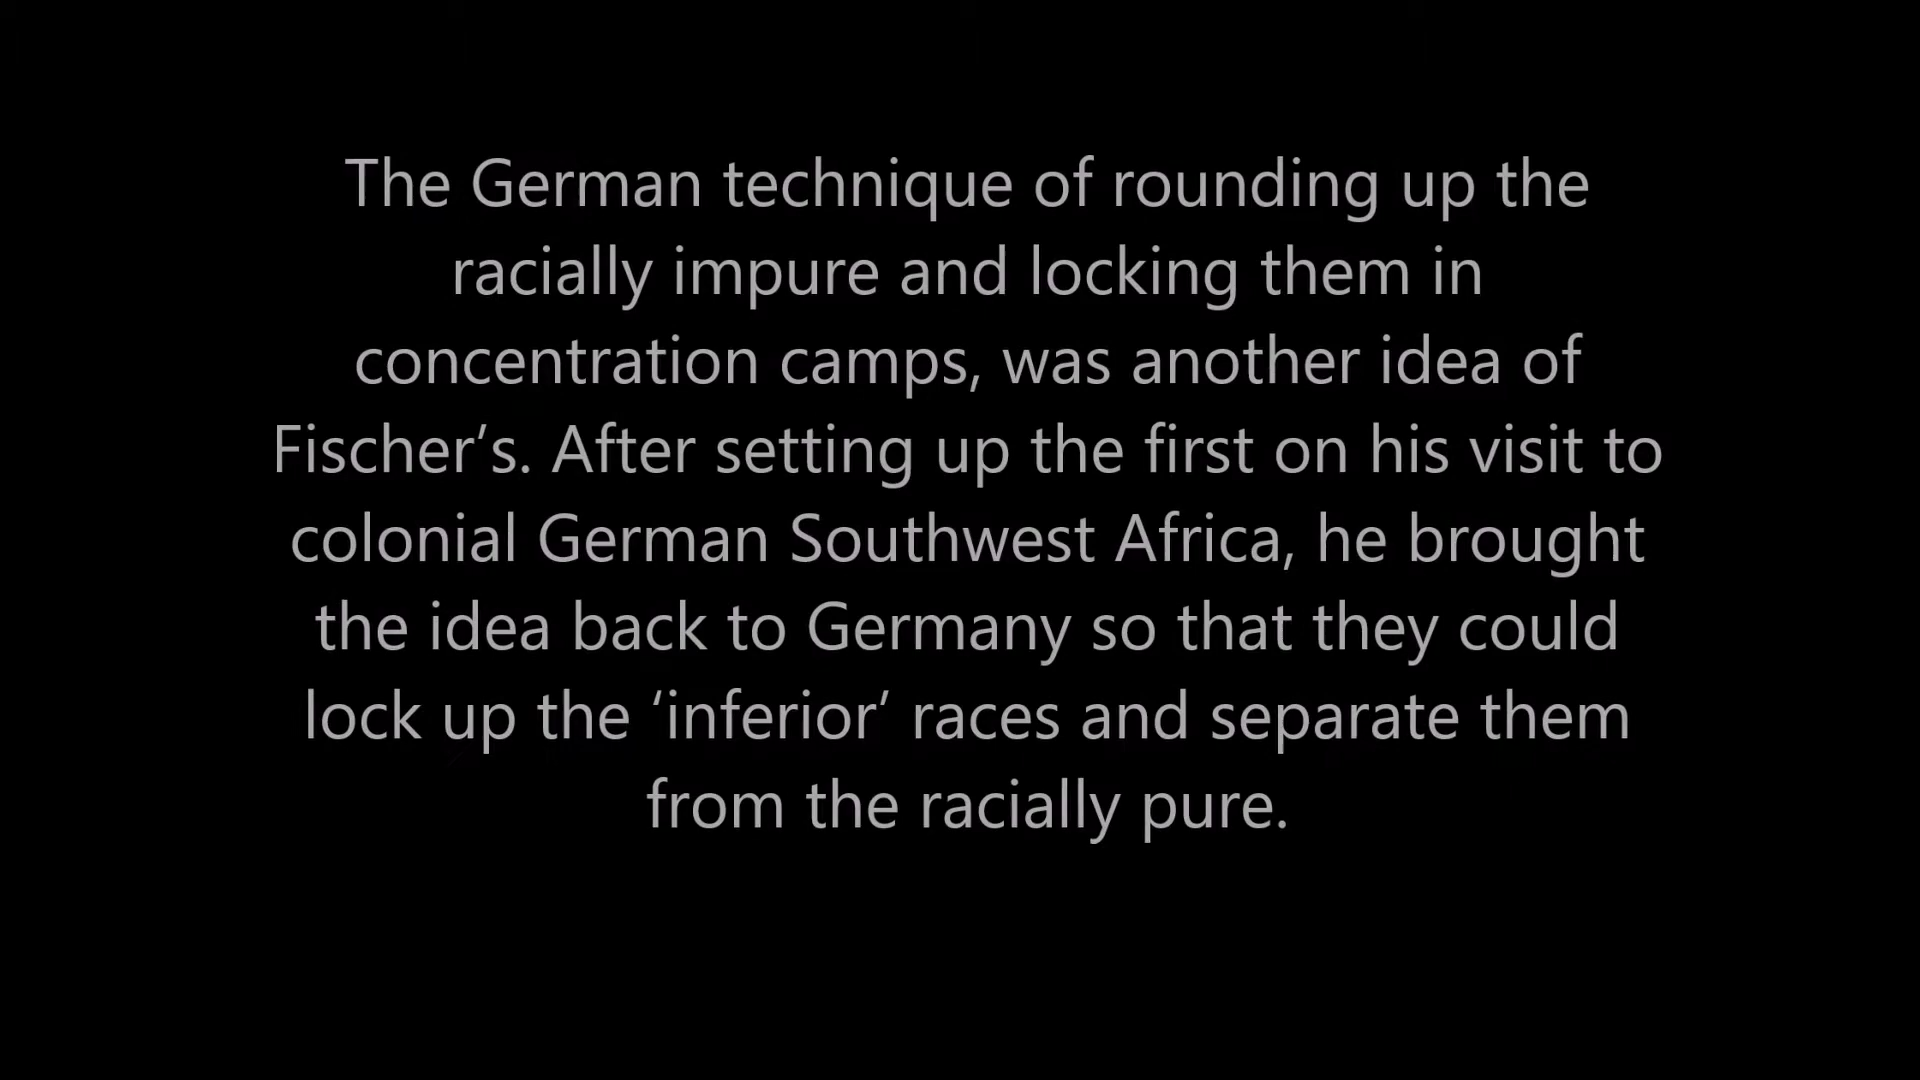 The German technique of rounding up the
racially impure and locking them in
concentration camps, was another idea of
Fischer’s. After setting up the first on his visit to
colonial German Southwest Africa, he brought
the idea back to Germany so that they could
lock up the ‘inferior’ races and separate them
from the racially pure.